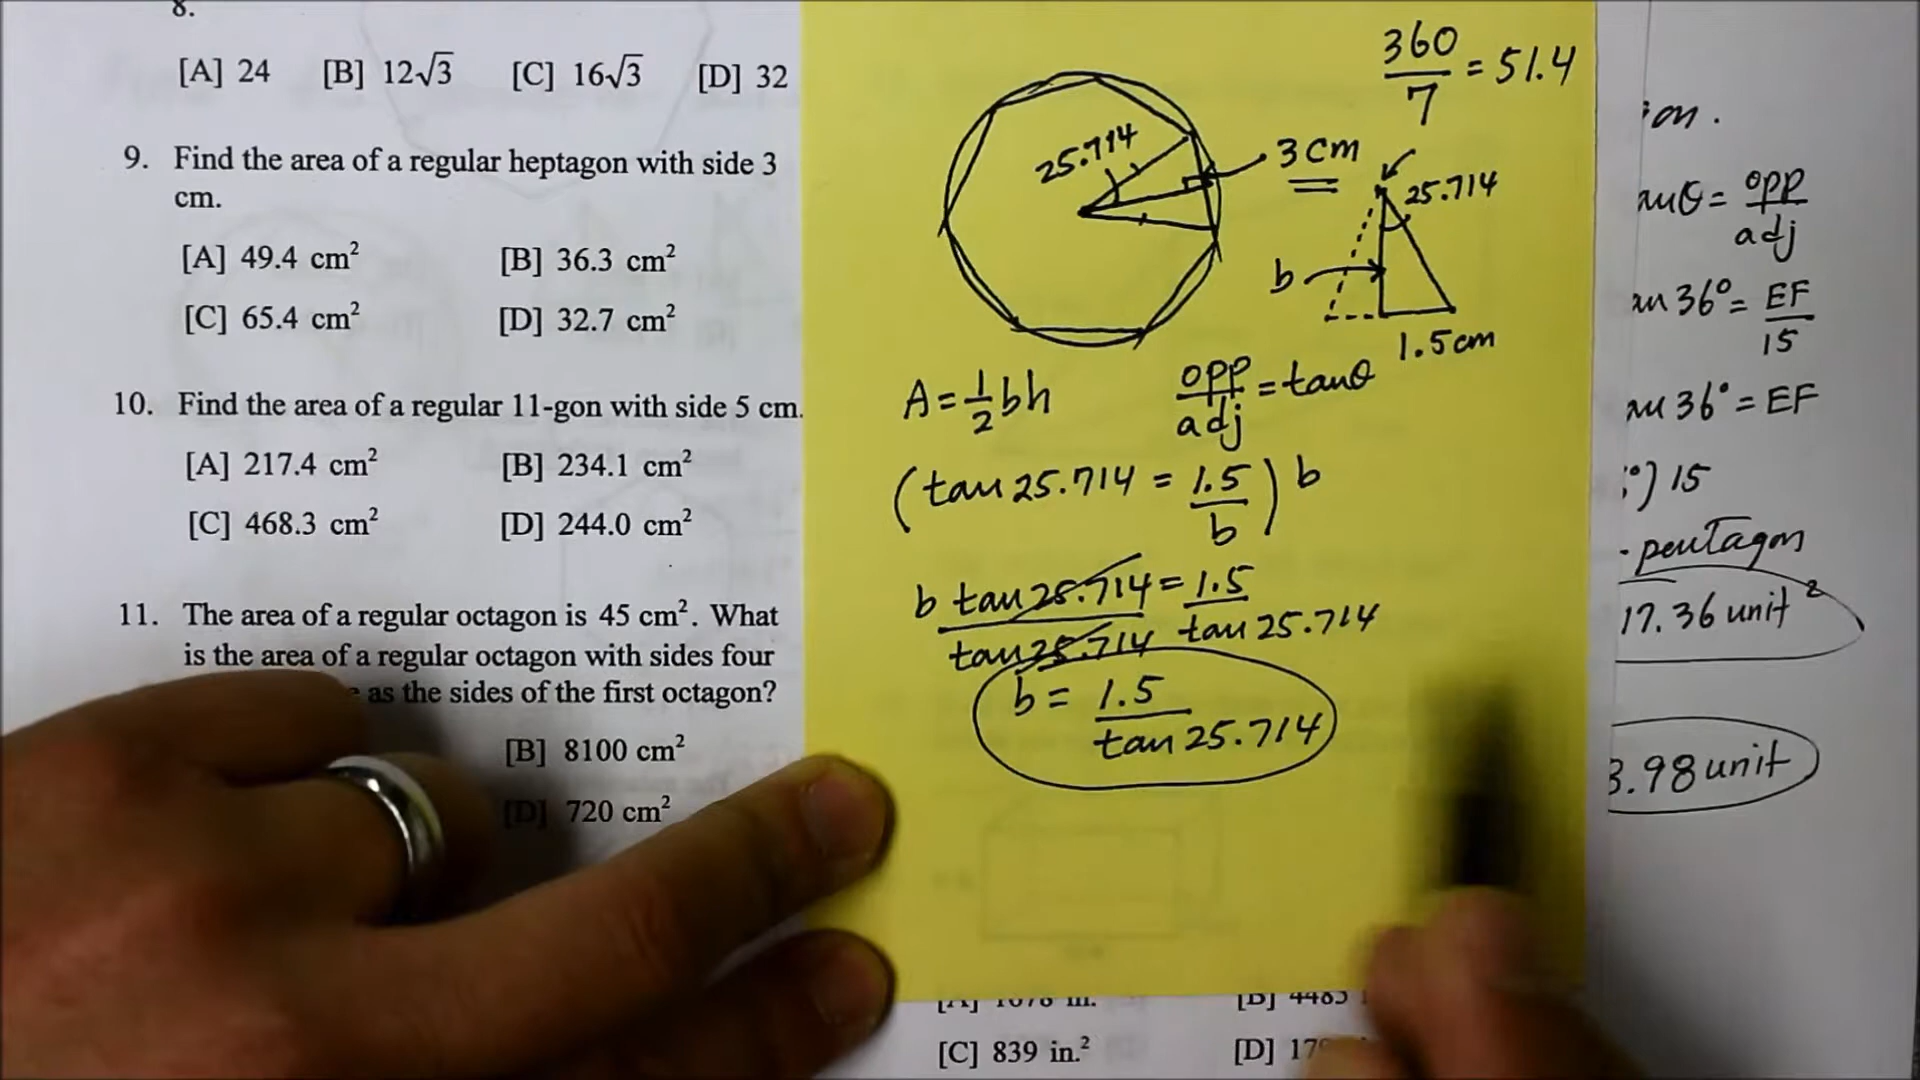 8.
[A] 24 [B] 12√3 [C] 16√3 [D] 32
9. Find the area of a regular heptagon with side 3
cm.
[A] 49.4 cm² [B] 36.3 cm²
[C] 65.4 cm² [D] 32.7 cm²
10. Find the area of a regular 11-gon with side 5 cm.
[A] 217.4 cm² [B] 234.1 cm²
[C] 468.3 cm² [D] 244.0 cm²
11. The area of a regular octagon is 45 cm². What
is the area of a regular octagon with sides four
as the sides of the first octagon?
[B] 8100 cm²
[D] 720 cm²
360/7 = 51.4
25.714
3 cm
25.714
b
1.5cm
A = 1/2 bh
opp/adj = tanθ
(tan 25.714 = 1.5/b) b
b tan 25.714 = 1.5
tan 25.714 tan 25.714
b = 1.5/tan 25.714
[C] 839 in.² [D]
on.
θ = opp/adj
36° = EF/15
36° = EF
°) 15
- pentagon
17.36 unit²
3.98 unit